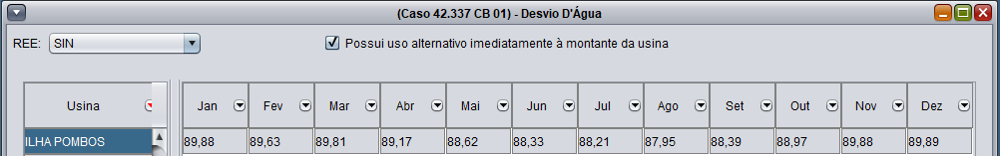 (Caso 42.337 CB 01) - Desvio D'Água
REE: SIN Possui uso alternativo imediatamente à montante da usina
Usina Jan Fev Mar Abr Mai Jun Jul Ago Set Out Nov Dez
ILHA POMBOS 89,88 89,63 89,81 89,17 88,62 88,33 88,21 87,95 88,39 88,97 89,88 89,89